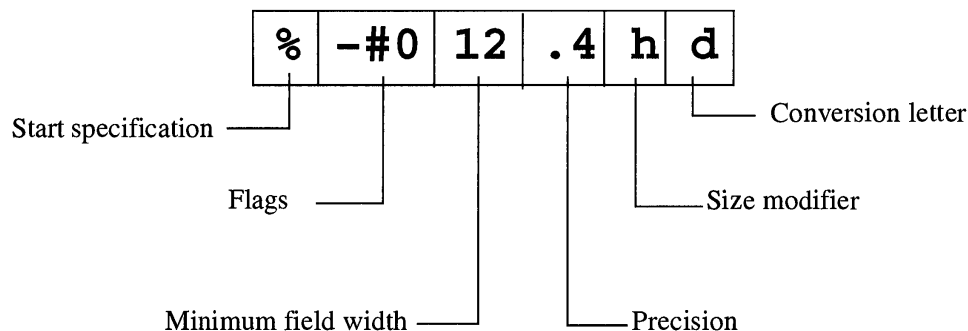 % -#0 12 .4 h d
Start specification
Conversion letter
Flags
Size modifier
Minimum field width
Precision